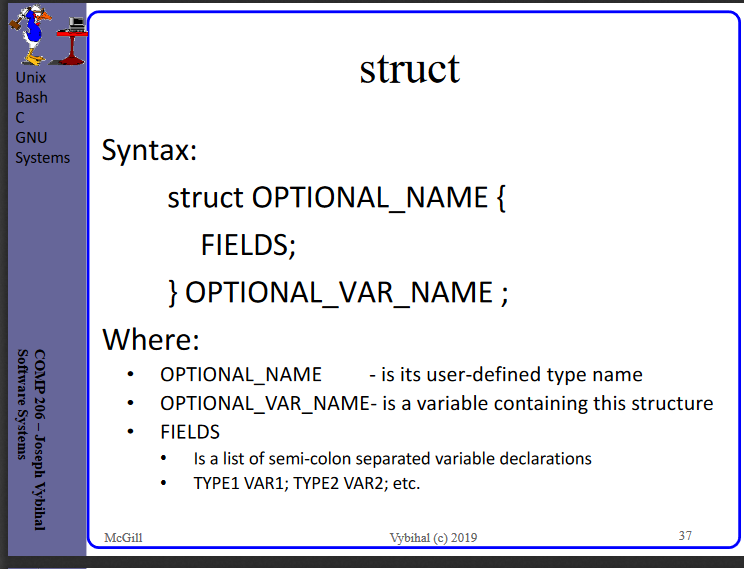 Unix
Bash
C
GNU
Systems
COMP 206 – Joseph Vybihal
Software Systems
struct
Syntax:
struct OPTIONAL_NAME {
FIELDS;
} OPTIONAL_VAR_NAME ;
Where:
• OPTIONAL_NAME - is its user-defined type name
• OPTIONAL_VAR_NAME- is a variable containing this structure
• FIELDS
• Is a list of semi-colon separated variable declarations
• TYPE1 VAR1; TYPE2 VAR2; etc.
McGill
Vybihal (c) 2019
37